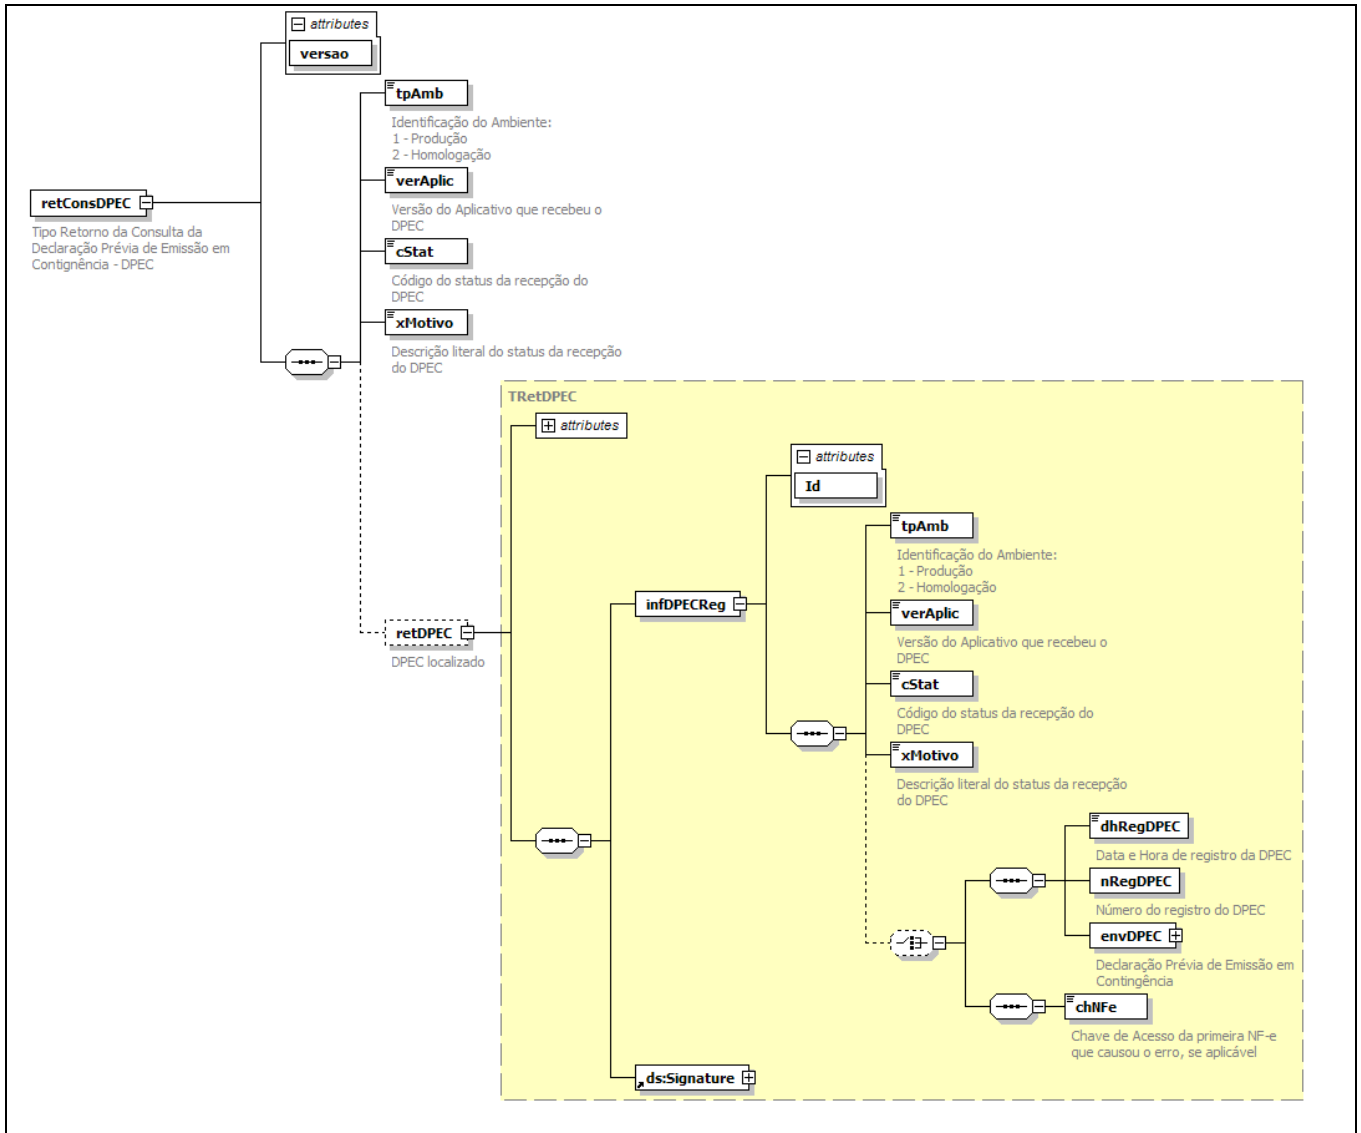 attributes
versao
tpAmb
Identificação do Ambiente:
1 - Produção
2 - Homologação
verAplic
Versão do Aplicativo que recebeu o
DPEC
retConsDPEC
Tipo Retorno da Consulta da
Declaração Prévia de Emissão em
Contignência - DPEC
cStat
Código do status da recepção do
DPEC
xMotivo
Descrição literal do status da recepção
do DPEC
TRetDPEC
attributes
attributes
Id
tpAmb
Identificação do Ambiente:
1 - Produção
2 - Homologação
infDPECReg
verAplic
Versão do Aplicativo que recebeu o
DPEC
retDPEC
DPEC localizado
cStat
Código do status da recepção do
DPEC
xMotivo
Descrição literal do status da recepção
do DPEC
dhRegDPEC
Data e Hora de registro da DPEC
nRegDPEC
Número do registro do DPEC
envDPEC
Declaração Prévia de Emissão em
Contingência
chNFe
Chave de Acesso da primeira NF-e
que causou o erro, se aplicável
ds:Signature